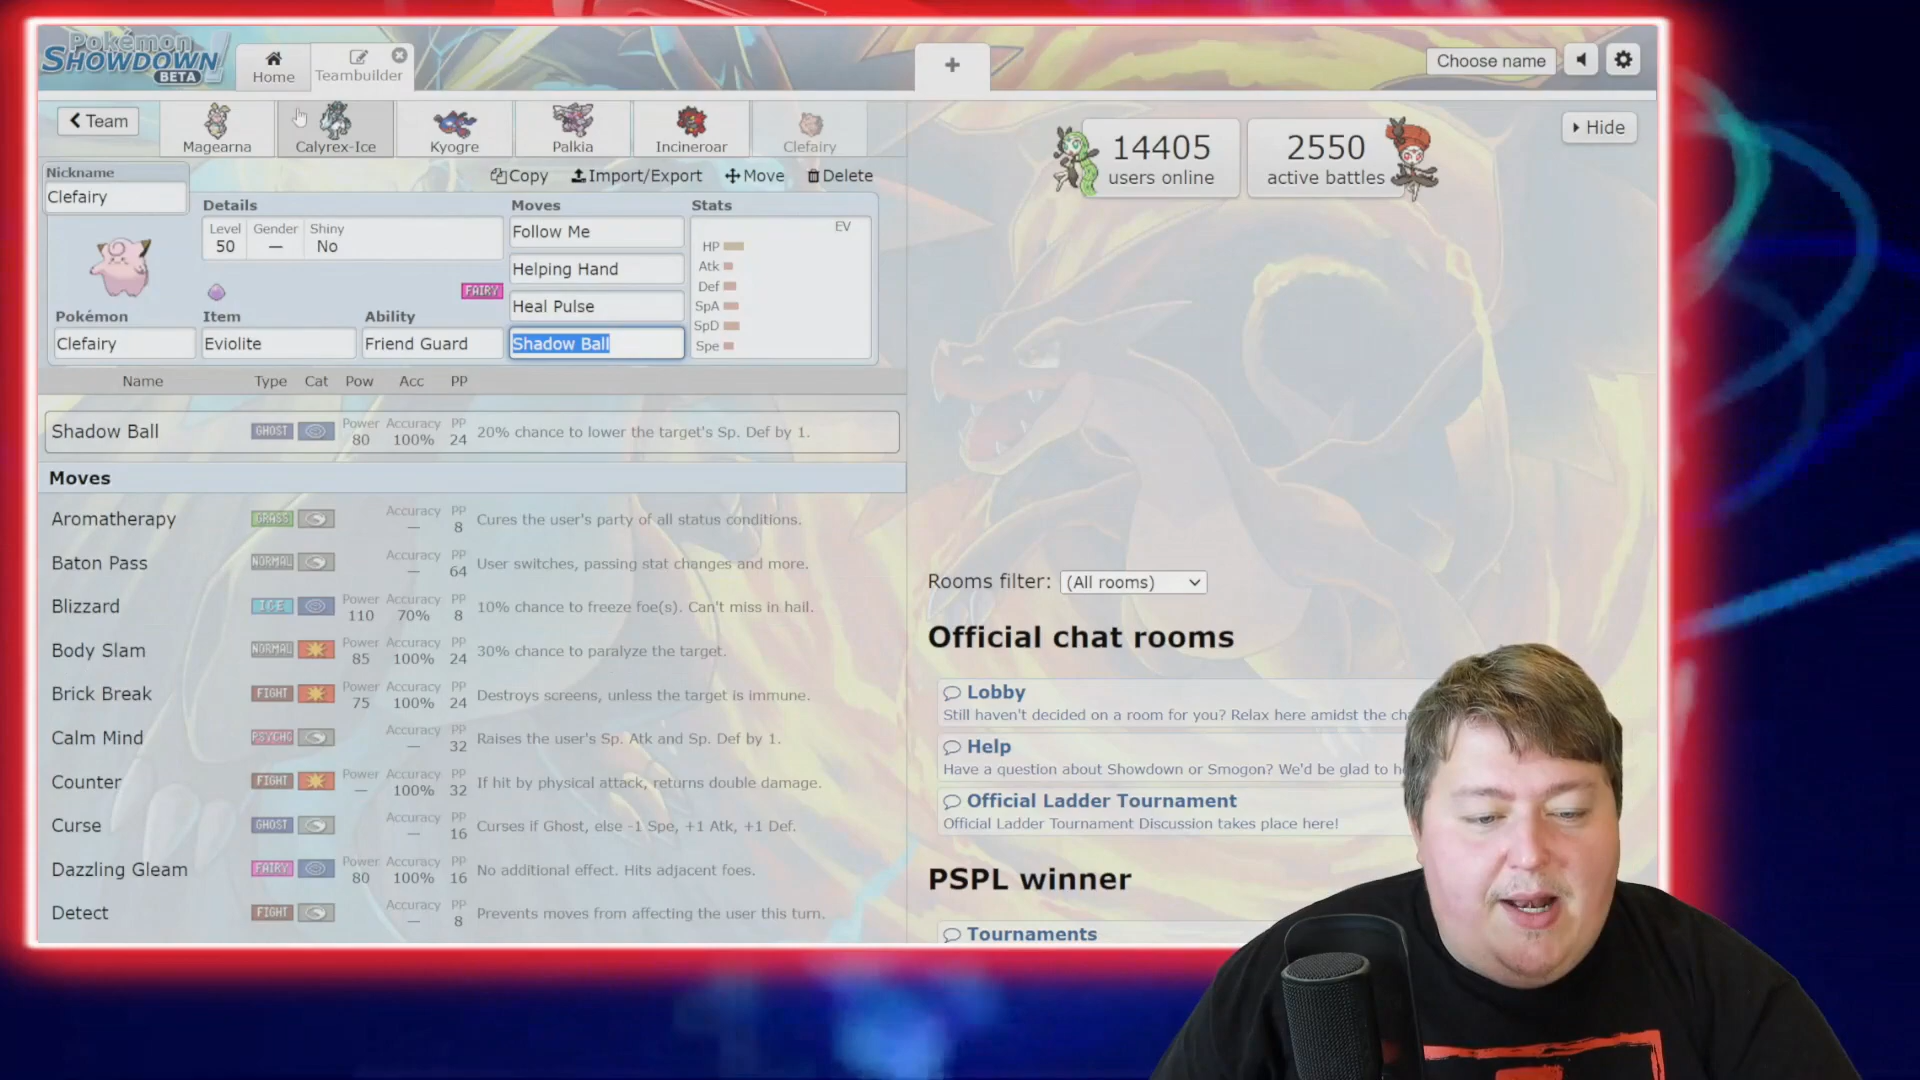 Pokémon
SHOWDOWN!
BETA
Home
Teambuilder
+
Choose name
Team
Magearna
Calyrex-Ice
Kyogre
Palkia
Incineroar
Clefairy
14405
users online
2550
active battles
Hide
Nickname
Clefairy
Copy
Import/Export
Move
Delete
Details
Moves
Stats
Level
50
Gender
—
Shiny
No
Follow Me
Helping Hand
Heal Pulse
Shadow Ball
EV
HP
Atk
Def
SpA
SpD
Spe
FAIRY
Pokémon
Item
Ability
Clefairy
Eviolite
Friend Guard
Name Type Cat Pow Acc PP
Shadow Ball GHOST Power 80 Accuracy 100% PP 24 20% chance to lower the target's Sp. Def by 1.
Moves
Aromatherapy GRASS Accuracy — PP 8 Cures the user's party of all status conditions.
Baton Pass NORMAL Accuracy — PP 64 User switches, passing stat changes and more.
Blizzard ICE Power 110 Accuracy 70% PP 8 10% chance to freeze foe(s). Can't miss in hail.
Body Slam NORMAL Power 85 Accuracy 100% PP 24 30% chance to paralyze the target.
Brick Break FIGHT Power 75 Accuracy 100% PP 24 Destroys screens, unless the target is immune.
Calm Mind PSYCHC Accuracy — PP 32 Raises the user's Sp. Atk and Sp. Def by 1.
Counter FIGHT Power — Accuracy 100% PP 32 If hit by physical attack, returns double damage.
Curse GHOST Accuracy — PP 16 Curses if Ghost, else -1 Spe, +1 Atk, +1 Def.
Dazzling Gleam FAIRY Power 80 Accuracy 100% PP 16 No additional effect. Hits adjacent foes.
Detect FIGHT Accuracy — PP 8 Prevents moves from affecting the user this turn.
Rooms filter: (All rooms)
Official chat rooms
Lobby
Still haven't decided on a room for you? Relax here amidst the
Help
Have a question about Showdown or Smogon? We'd be glad to
Official Ladder Tournament
Official Ladder Tournament Discussion takes place here!
PSPL winner
Tournaments